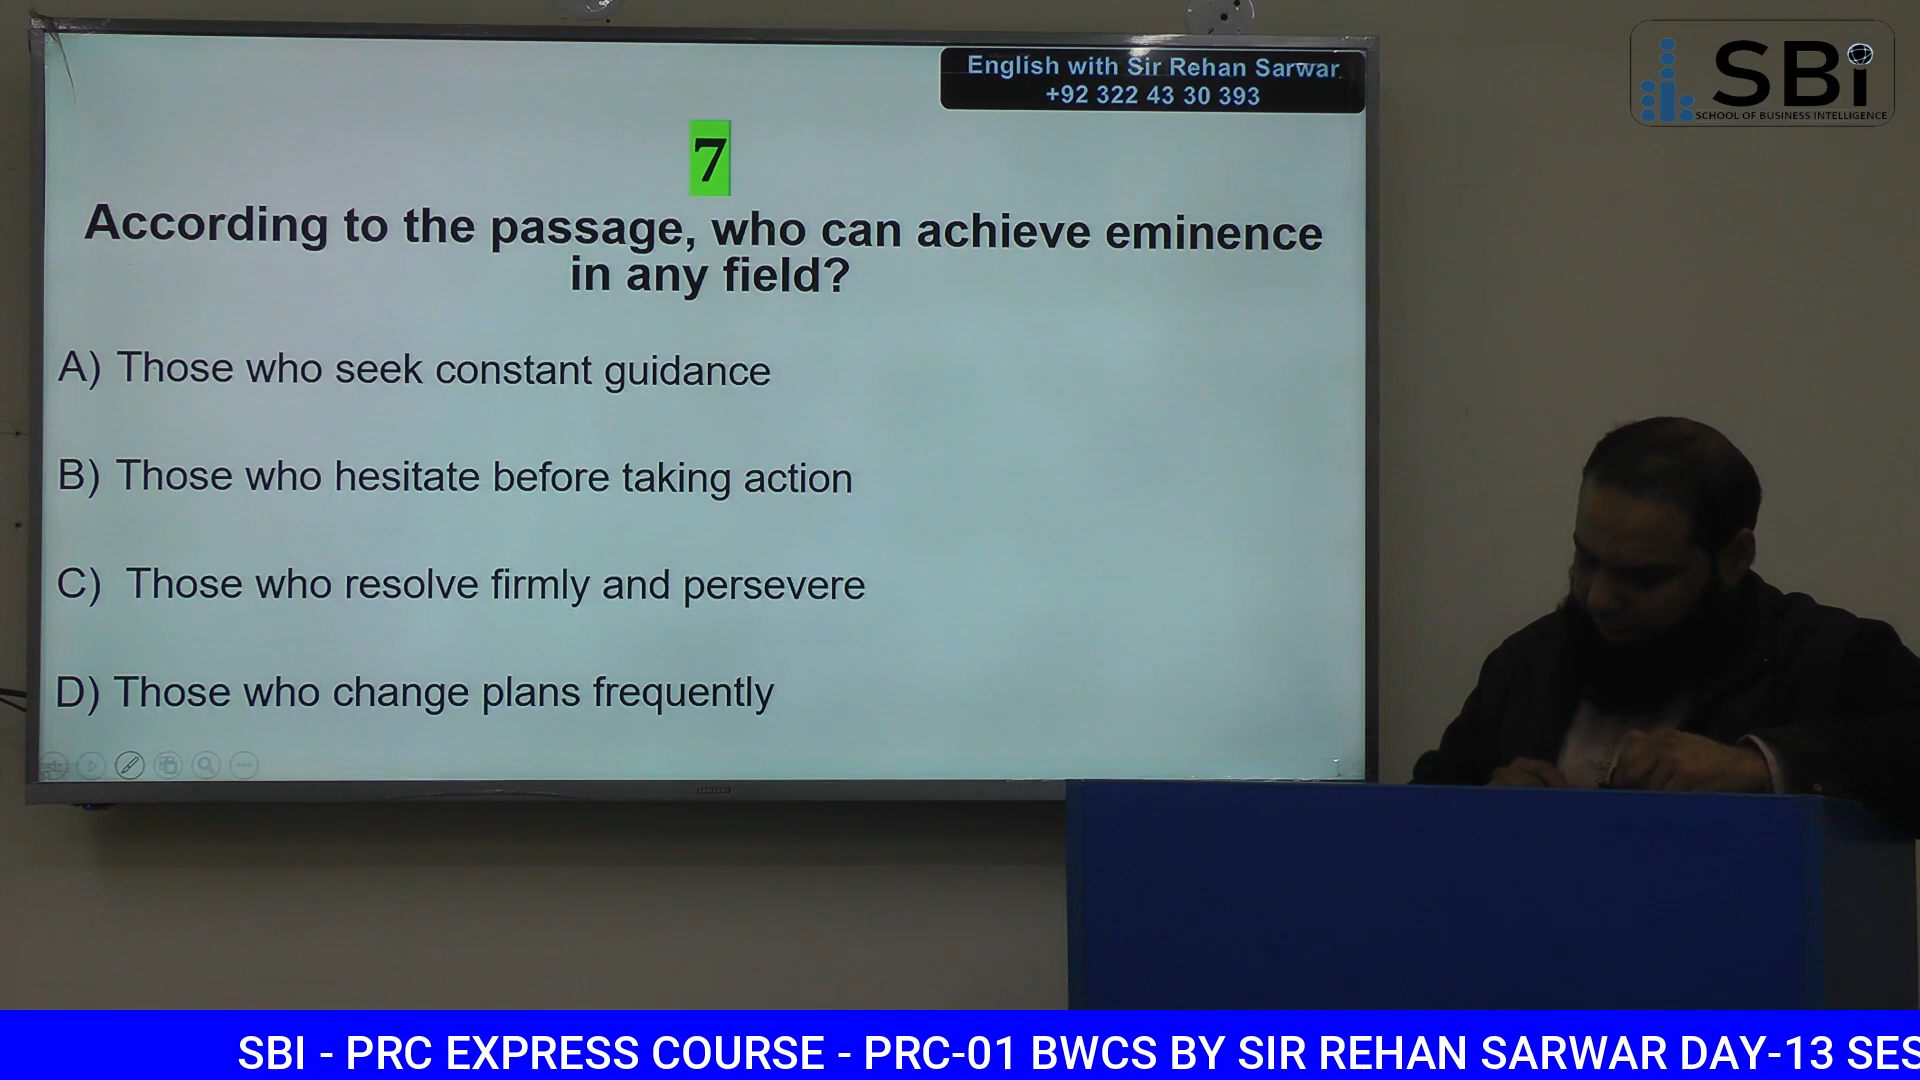 English with Sir Rehan Sarwar
+92 322 43 30 393
SBi
SCHOOL OF BUSINESS INTELLIGENCE
7
According to the passage, who can achieve eminence
in any field?
A) Those who seek constant guidance
B) Those who hesitate before taking action
C) Those who resolve firmly and persevere
D) Those who change plans frequently
SAMSUNG
SBI - PRC EXPRESS COURSE - PRC-01 BWCS BY SIR REHAN SARWAR DAY-13 SES